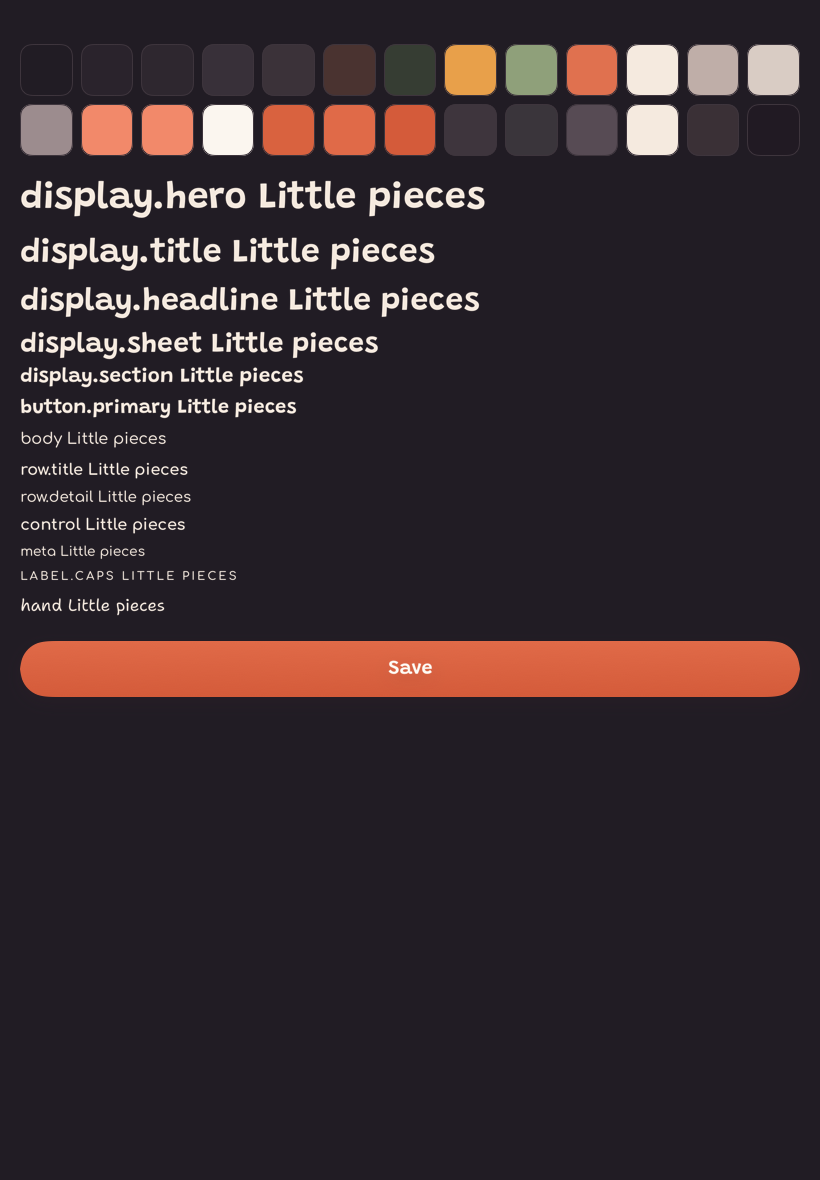 display.hero Little pieces
display.title Little pieces
display.headline Little pieces
display.sheet Little pieces
display.section Little pieces
button.primary Little pieces
body Little pieces
row.title Little pieces
row.detail Little pieces
control Little pieces
meta Little pieces
LABEL.CAPS LITTLE PIECES
hand Little pieces
Save